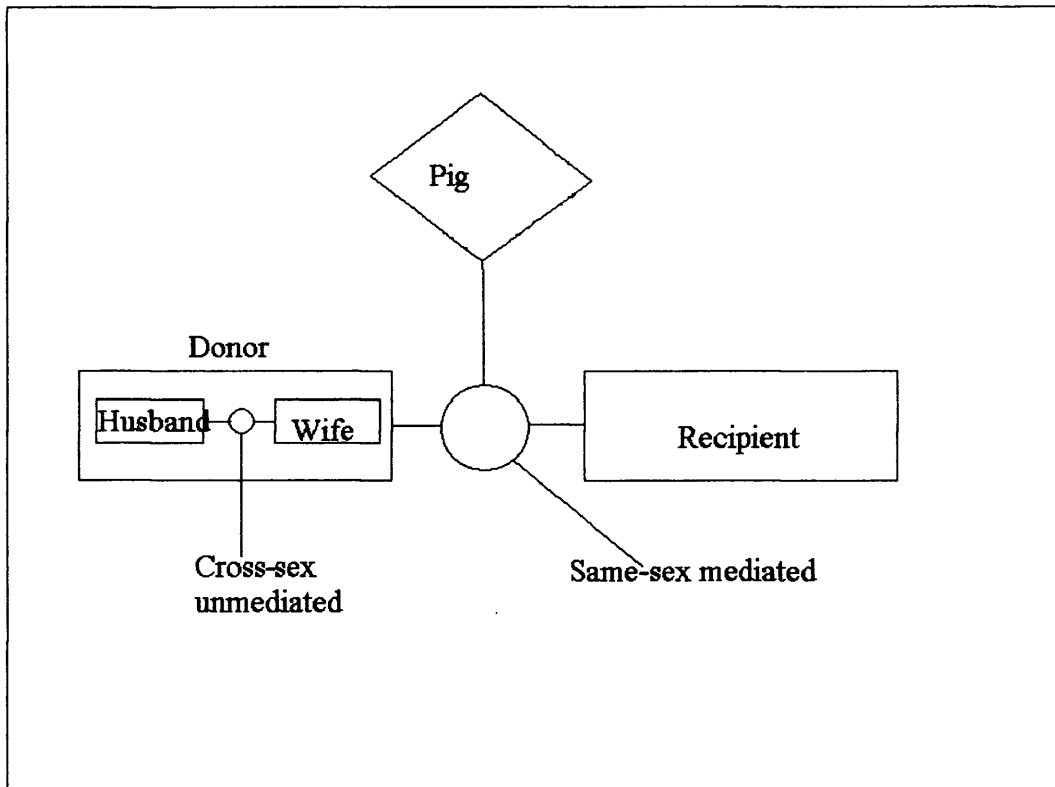 Pig
Donor
Husband
Wife
Recipient
Cross-sex
unmediated
Same-sex mediated